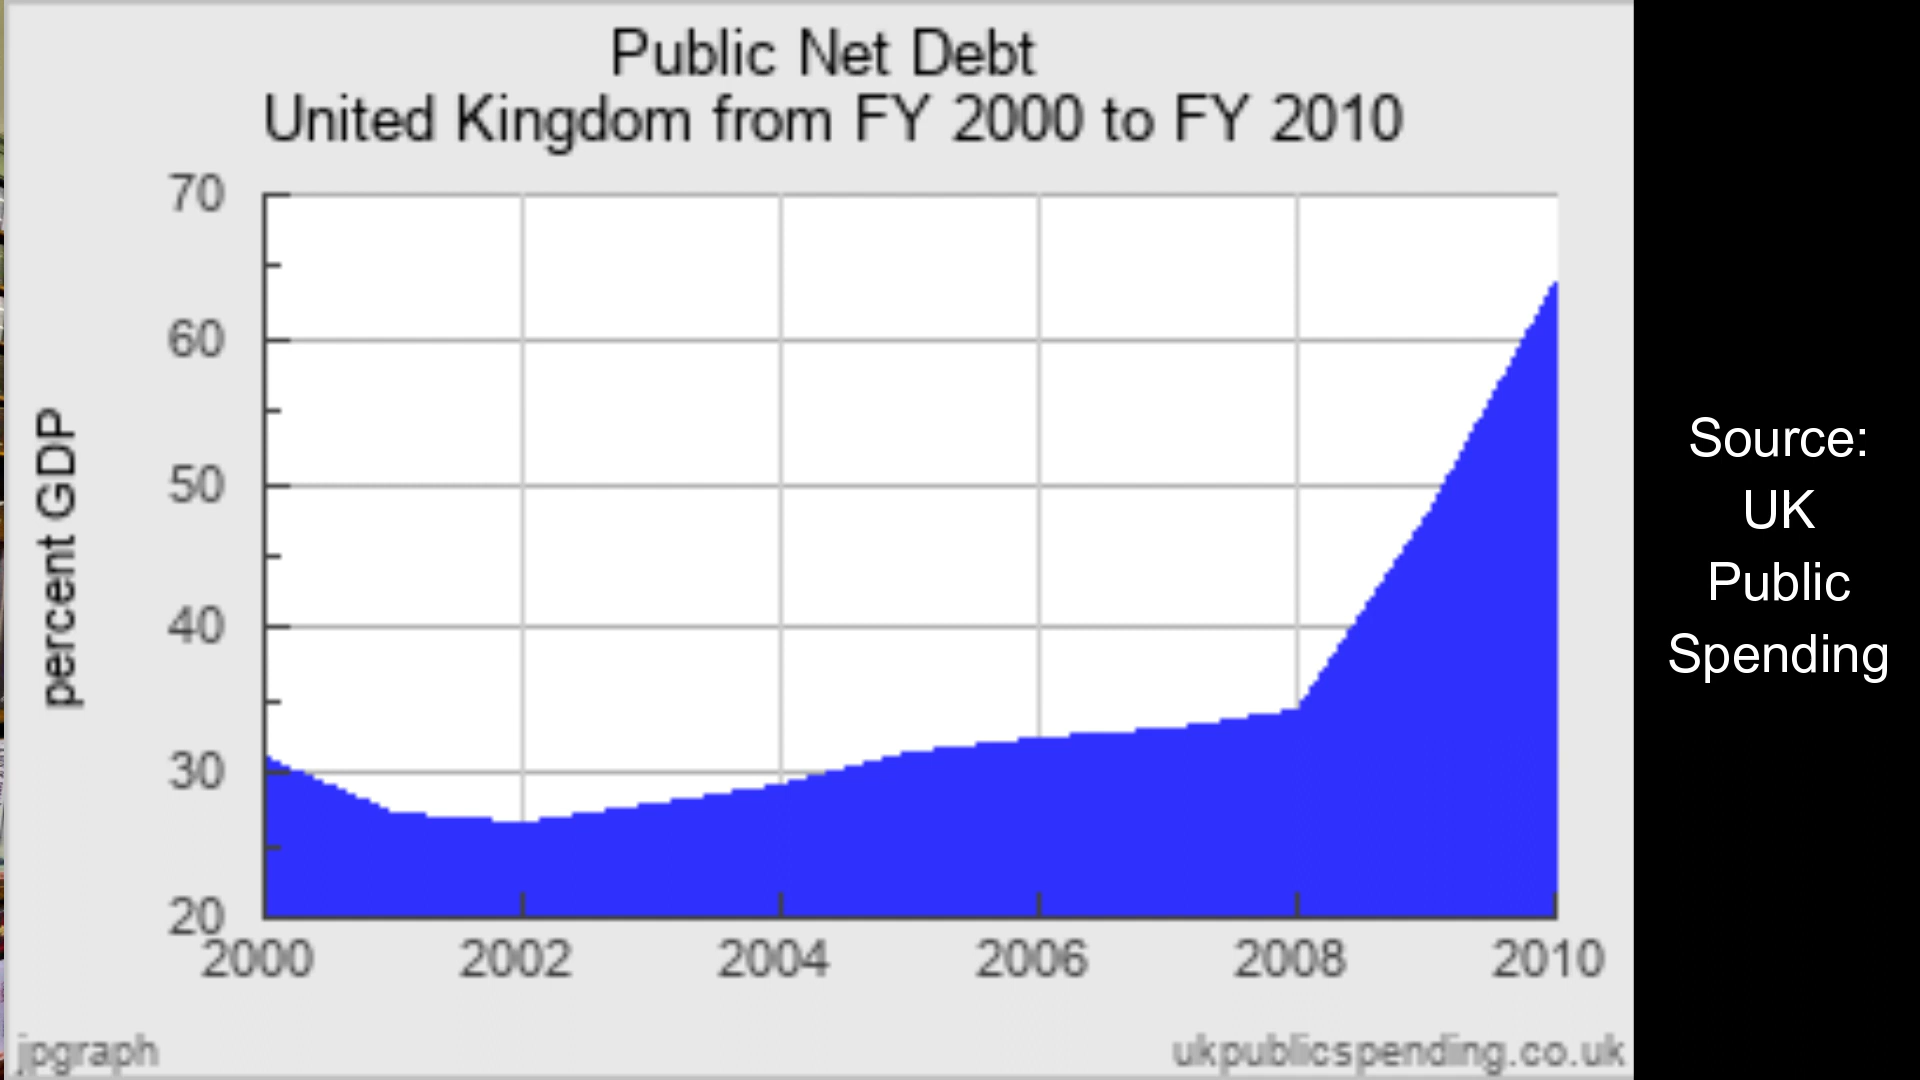 Public Net Debt
United Kingdom from FY 2000 to FY 2010
70
60
50
40
30
20
percent GDP
2000 2002 2004 2006 2008 2010
jpgraph
ukpublicspending.co.uk
Source:
UK
Public
Spending